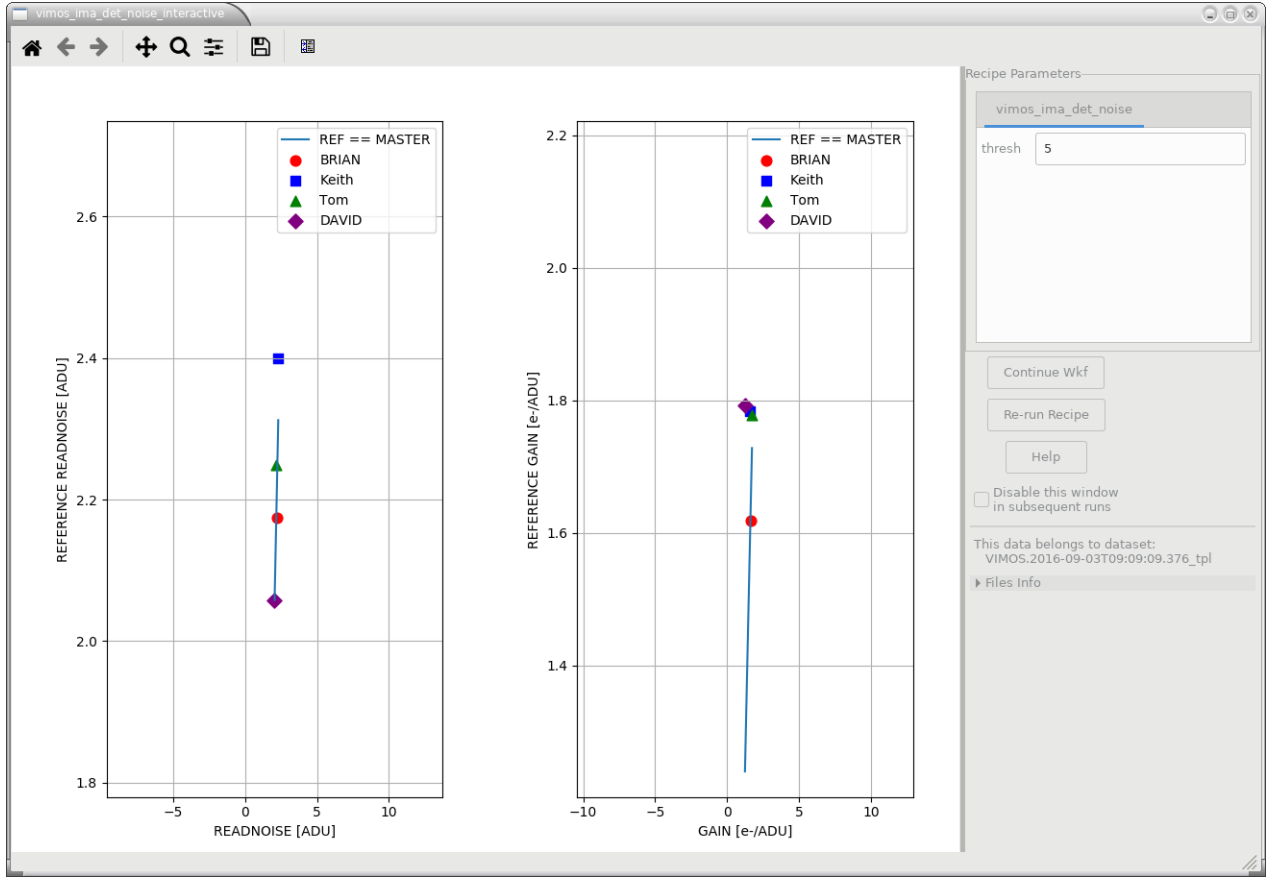 vimos_ima_det_noise_interactive
REF == MASTER
BRIAN
Keith
Tom
DAVID
2.6
2.4
2.2
2.0
1.8
REFERENCE READNOISE [ADU]
−5 0 5 10
READNOISE [ADU]
REF == MASTER
BRIAN
Keith
Tom
DAVID
2.2
2.0
1.8
1.6
1.4
REFERENCE GAIN [e-/ADU]
−10 −5 0 5 10
GAIN [e-/ADU]
Recipe Parameters
vimos_ima_det_noise
thresh 5
Continue Wkf
Re-run Recipe
Help
Disable this window
in subsequent runs
This data belongs to dataset:
VIMOS.2016-09-03T09:09:09.376_tpl
Files Info